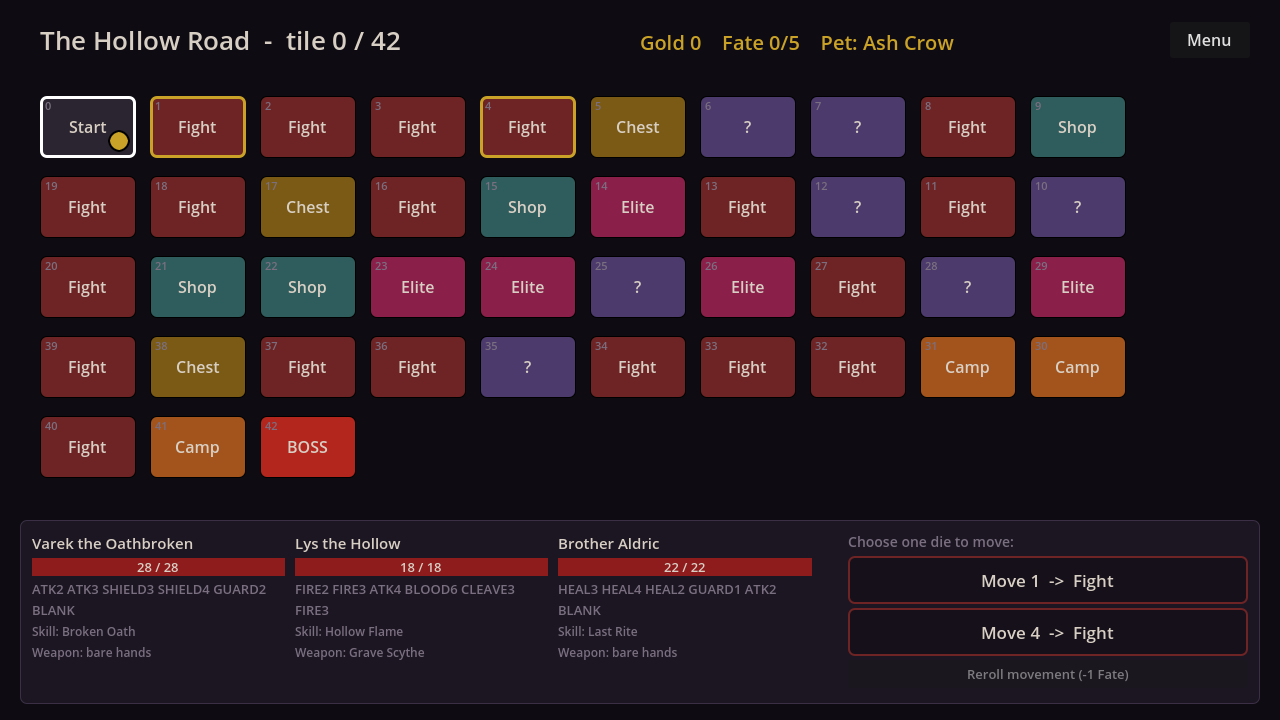 The Hollow Road - tile 0 / 42
Gold 0 Fate 0/5 Pet: Ash Crow
Menu
0 Start
1 Fight
2 Fight
3 Fight
4 Fight
5 Chest
6 ?
7 ?
8 Fight
9 Shop
19 Fight
18 Fight
17 Chest
16 Fight
15 Shop
14 Elite
13 Fight
12 ?
11 Fight
10 ?
20 Fight
21 Shop
22 Shop
23 Elite
24 Elite
25 ?
26 Elite
27 Fight
28 ?
29 Elite
39 Fight
38 Chest
37 Fight
36 Fight
35 ?
34 Fight
33 Fight
32 Fight
31 Camp
30 Camp
40 Fight
41 Camp
42 BOSS
Varek the Oathbroken
28 / 28
ATK2 ATK3 SHIELD3 SHIELD4 GUARD2
BLANK
Skill: Broken Oath
Weapon: bare hands
Lys the Hollow
18 / 18
FIRE2 FIRE3 ATK4 BLOOD6 CLEAVE3
FIRE3
Skill: Hollow Flame
Weapon: Grave Scythe
Brother Aldric
22 / 22
HEAL3 HEAL4 HEAL2 GUARD1 ATK2
BLANK
Skill: Last Rite
Weapon: bare hands
Choose one die to move:
Move 1 -> Fight
Move 4 -> Fight
Reroll movement (-1 Fate)